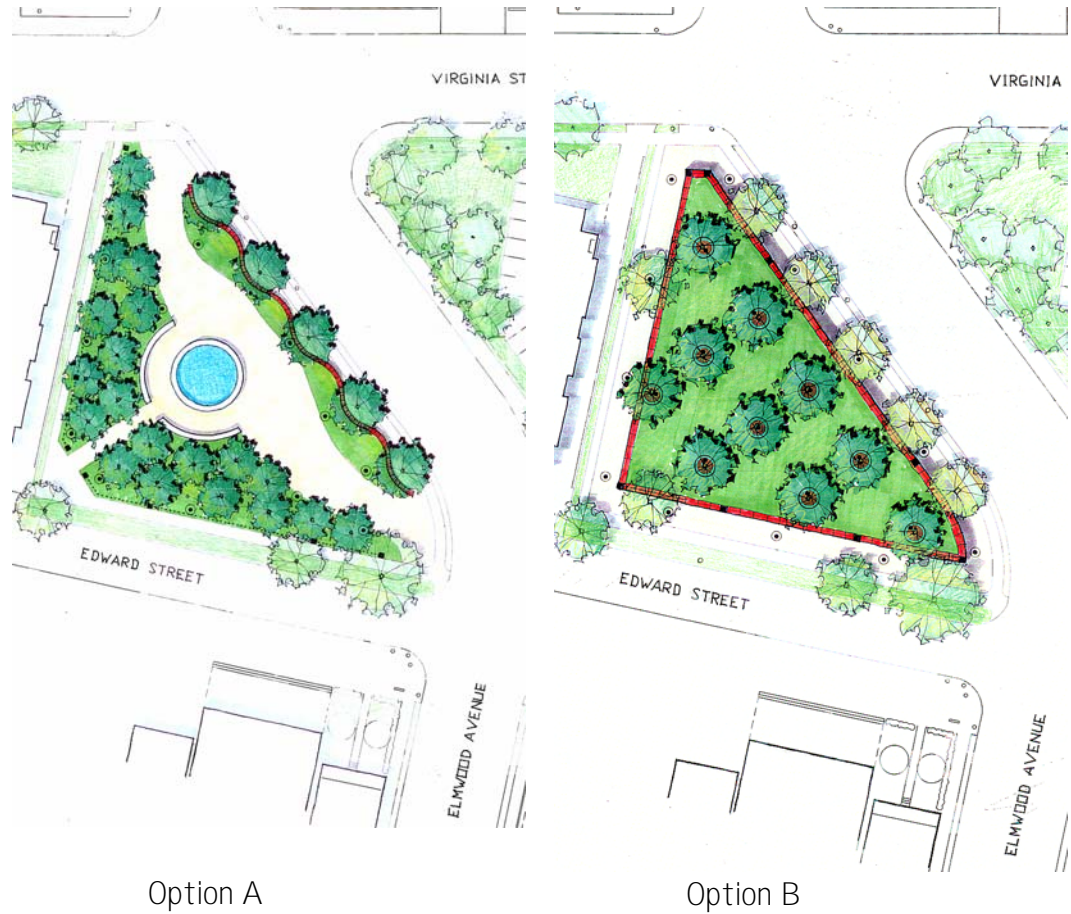 VIRGINIA ST
VIRGINIA
EDWARD STREET
EDWARD STREET
ELMWOOD AVENUE
ELMWOOD AVENUE
Option A
Option B